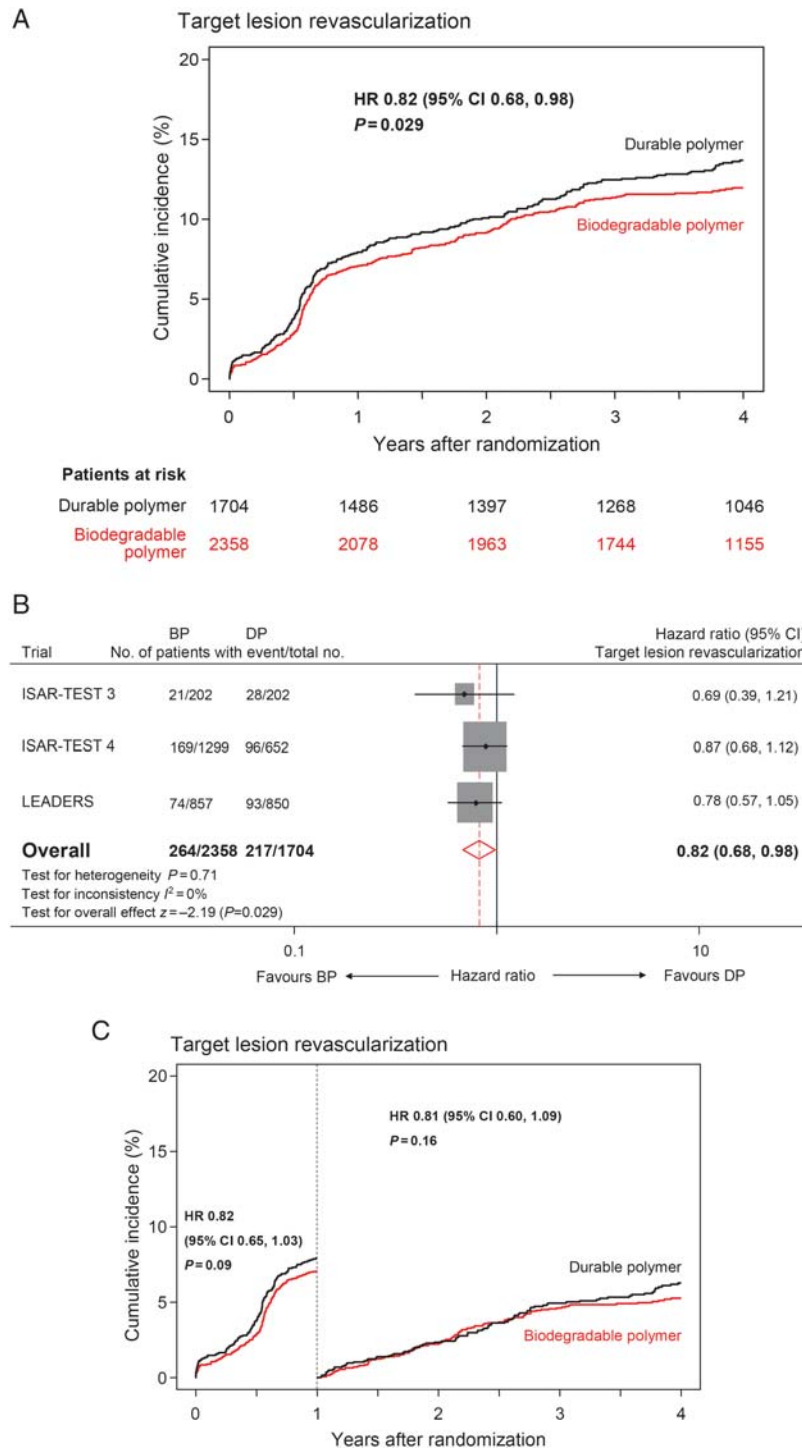 A
Target lesion revascularization
20
15
10
5
0
Cumulative incidence (%)
HR 0.82 (95% CI 0.68, 0.98)
P=0.029
Durable polymer
Biodegradable polymer
0 1 2 3 4
Years after randomization
Patients at risk
Durable polymer 1704 1486 1397 1268 1046
Biodegradable
polymer 2358 2078 1963 1744 1155
B
BP DP Hazard ratio (95% CI)
Trial No. of patients with event/total no. Target lesion revascularization
ISAR-TEST 3 21/202 28/202 0.69 (0.39, 1.21)
ISAR-TEST 4 169/1299 96/652 0.87 (0.68, 1.12)
LEADERS 74/857 93/850 0.78 (0.57, 1.05)
Overall 264/2358 217/1704 0.82 (0.68, 0.98)
Test for heterogeneity P=0.71
Test for inconsistency I²=0%
Test for overall effect z=–2.19 (P=0.029)
0.1 10
Favours BP Hazard ratio Favours DP
C
Target lesion revascularization
20
15
10
5
0
Cumulative incidence (%)
HR 0.81 (95% CI 0.60, 1.09)
P=0.16
HR 0.82
(95% CI 0.65, 1.03)
P=0.09
Durable polymer
Biodegradable polymer
0 1 2 3 4
Years after randomization